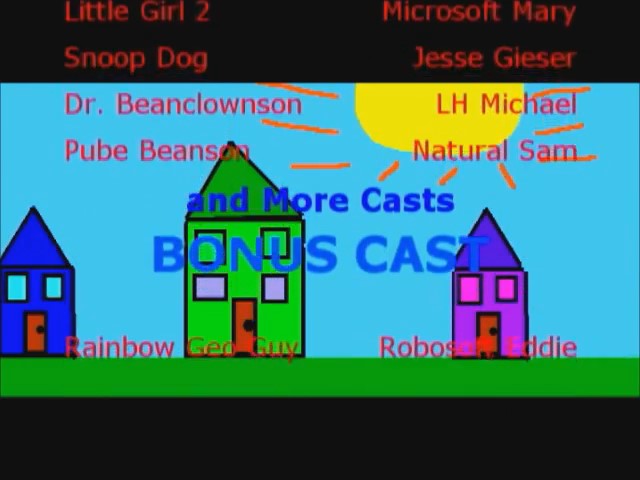 Little Girl 2 Microsoft Mary
Snoop Dog Jesse Gieser
Dr. Beanclownson LH Michael
Pube Beanson Natural Sam
and More Casts
BONUS CAST
Rainbow Geo Guy Robosoft Eddie